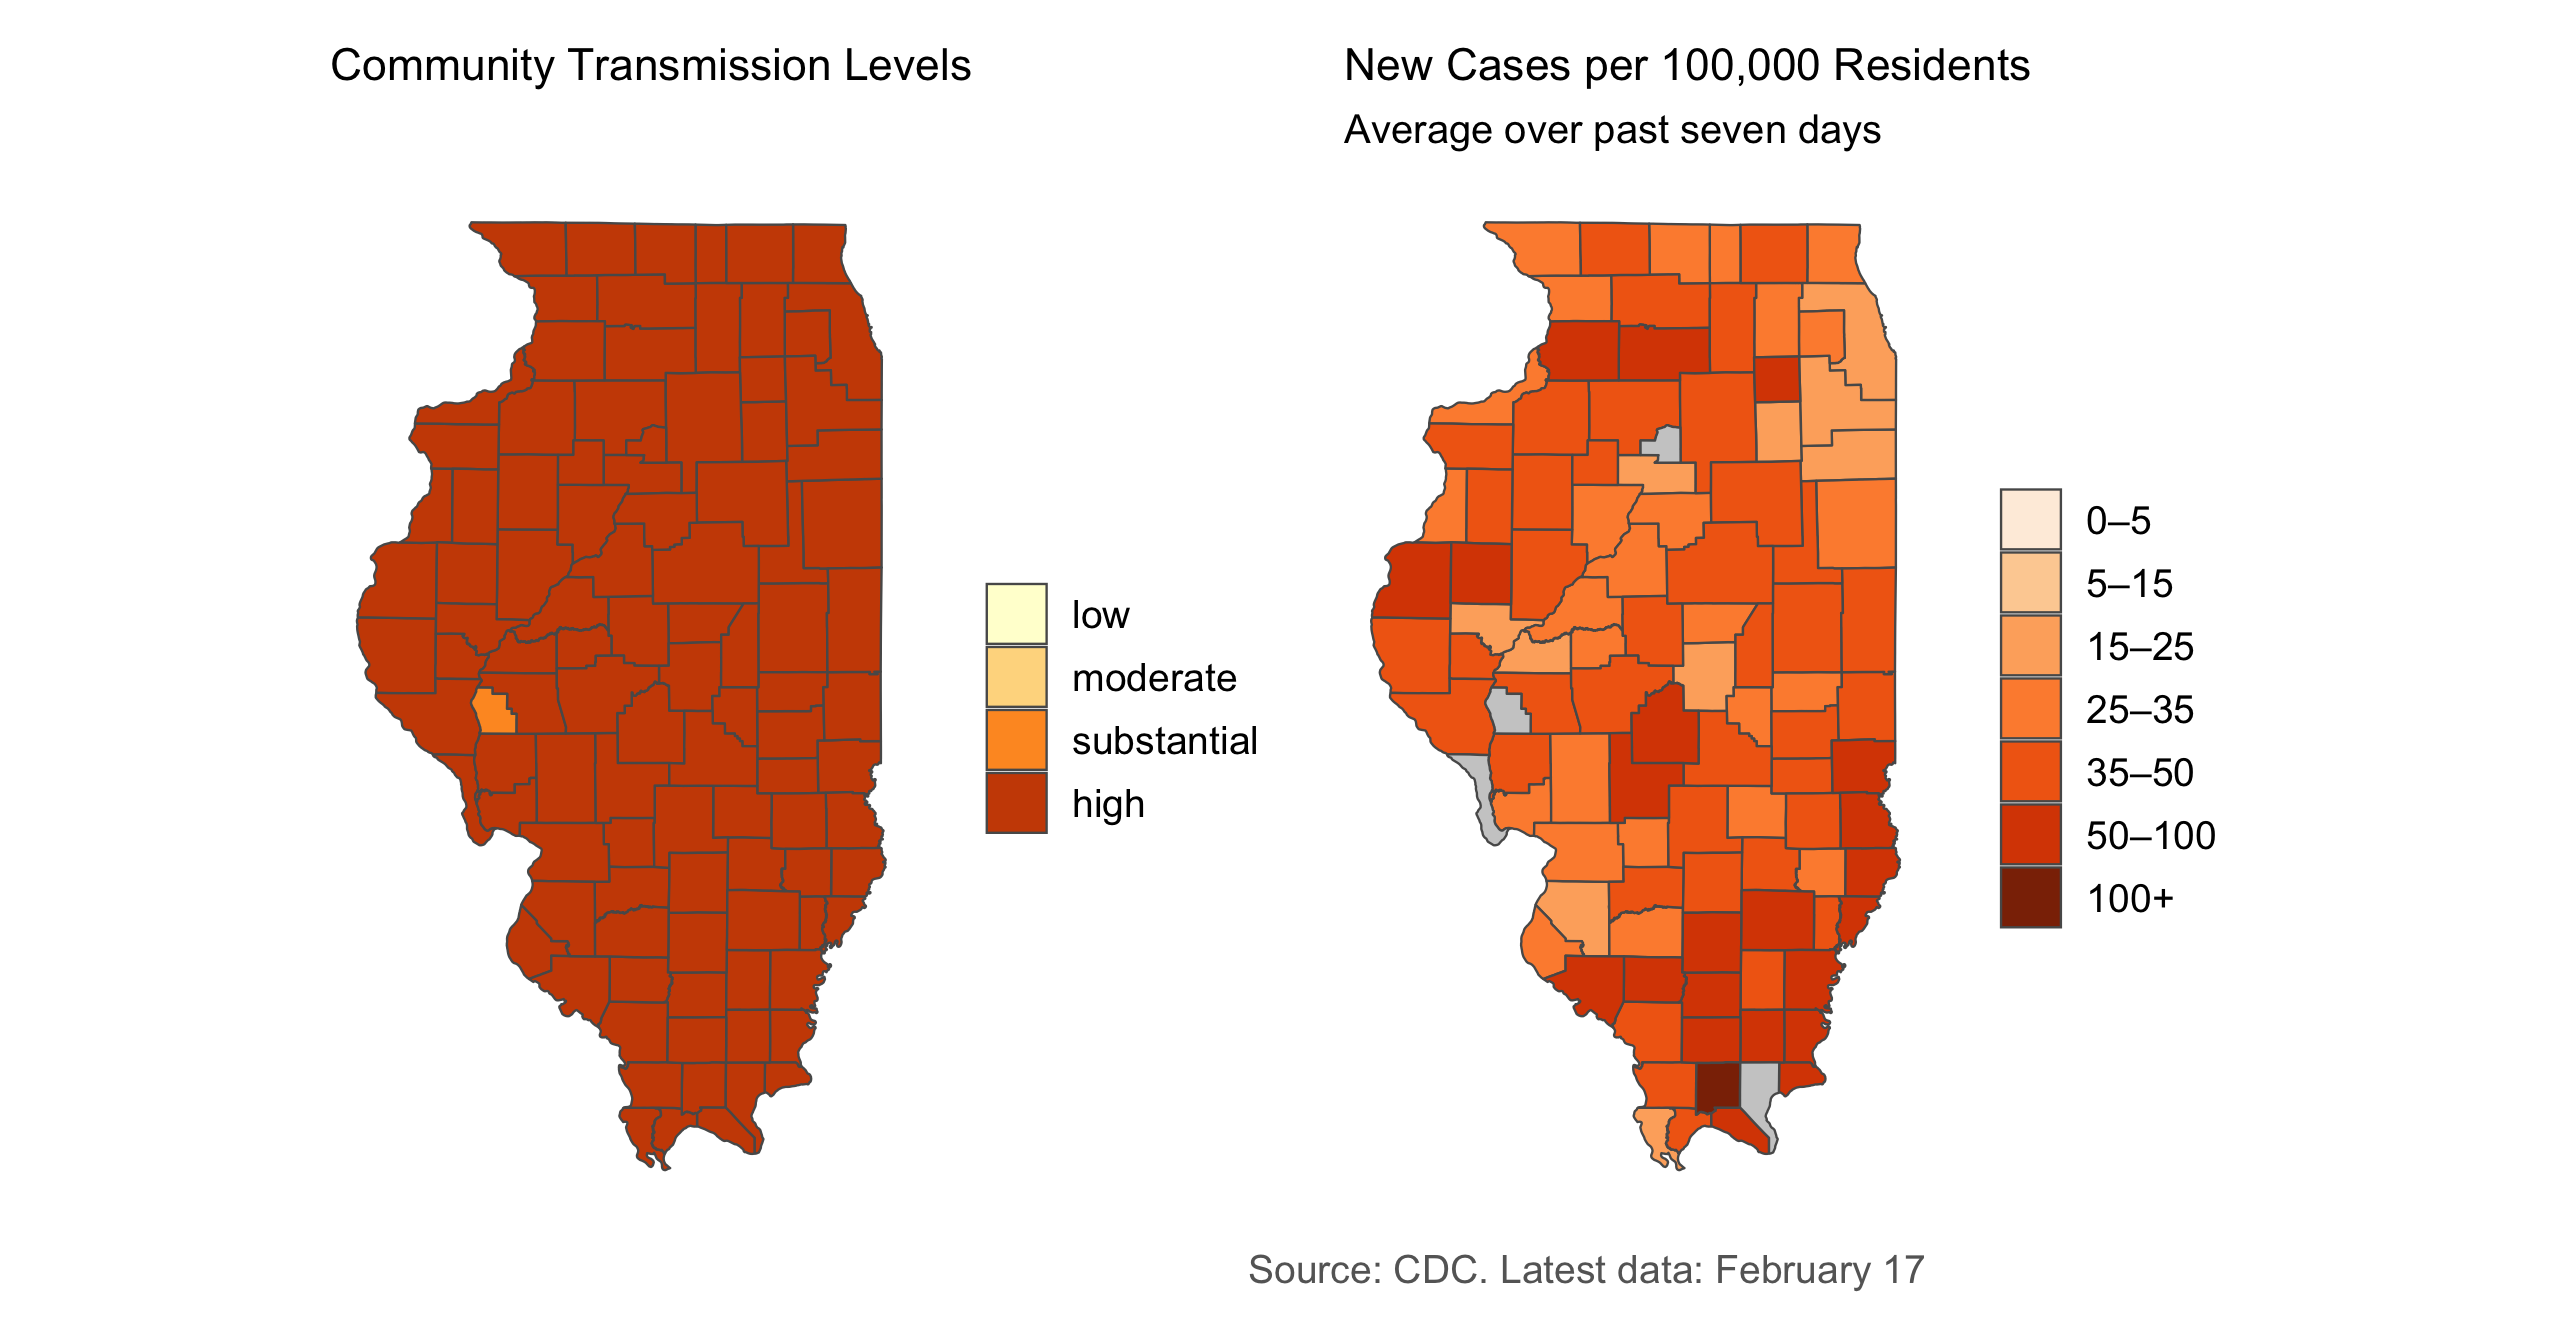 Community Transmission Levels
low
moderate
substantial
high
New Cases per 100,000 Residents
Average over past seven days
0–5
5–15
15–25
25–35
35–50
50–100
100+
Source: CDC. Latest data: February 17